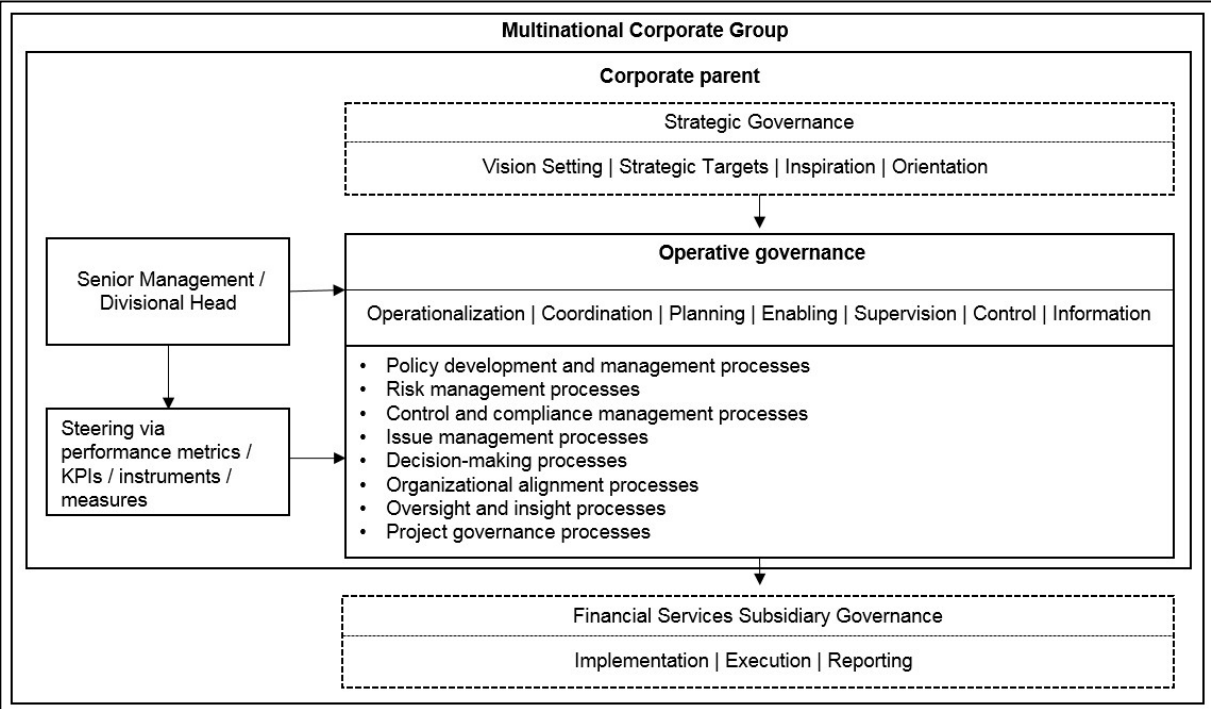 Multinational Corporate Group
Corporate parent
Strategic Governance
Vision Setting | Strategic Targets | Inspiration | Orientation
Senior Management /
Divisional Head
Operative governance
Operationalization | Coordination | Planning | Enabling | Supervision | Control | Information
Steering via
performance metrics /
KPIs / instruments /
measures
• Policy development and management processes
• Risk management processes
• Control and compliance management processes
• Issue management processes
• Decision-making processes
• Organizational alignment processes
• Oversight and insight processes
• Project governance processes
Financial Services Subsidiary Governance
Implementation | Execution | Reporting